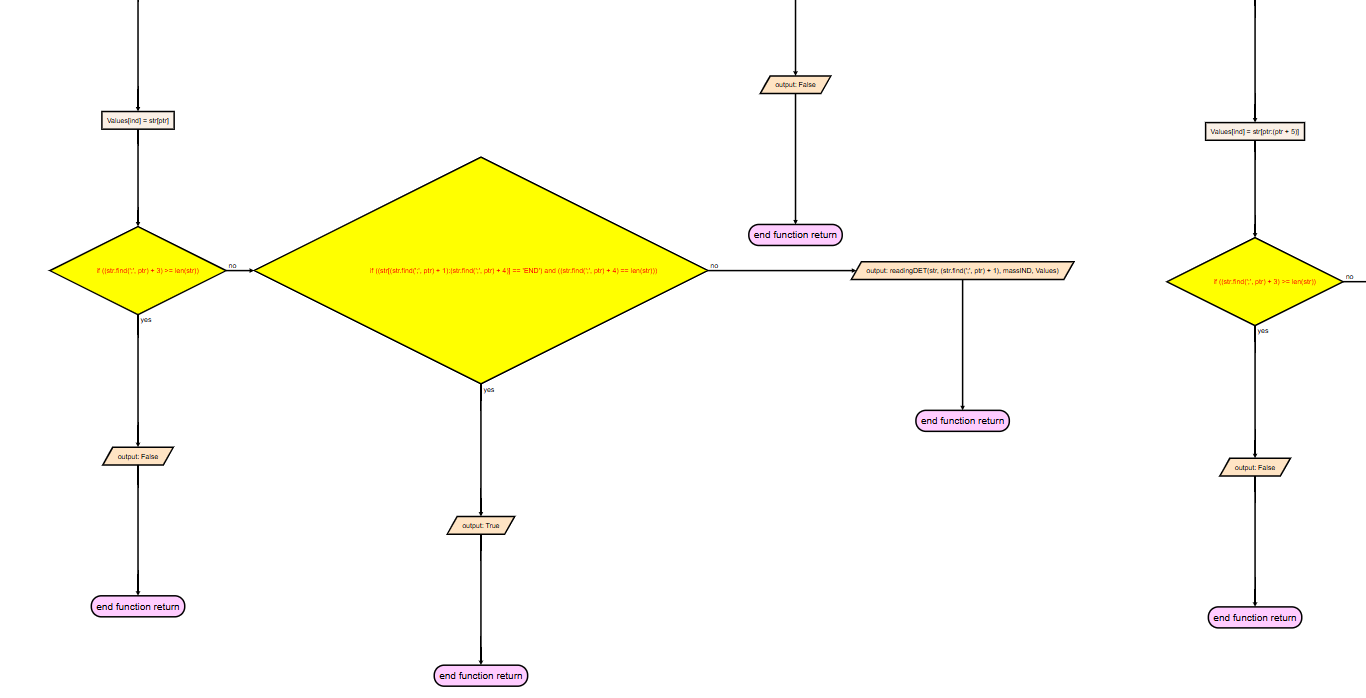 output: False
Values[ind] = str[ptr]
Values[ind] = str[ptr:(ptr + 5)]
end function return
if ((str.find(';', ptr) + 3) >= len(str))
no
if ((str[(str.find(';', ptr) + 1):(str.find(';', ptr) + 4)] == 'END') and ((str.find(';', ptr) + 4) == len(str)))
no
output: readingDET(str, (str.find(';', ptr) + 1), massIND, Values)
if ((str.find(';', ptr) + 3) >= len(str))
no
yes
yes
yes
end function return
output: False
output: False
output: True
end function return
end function return
end function return